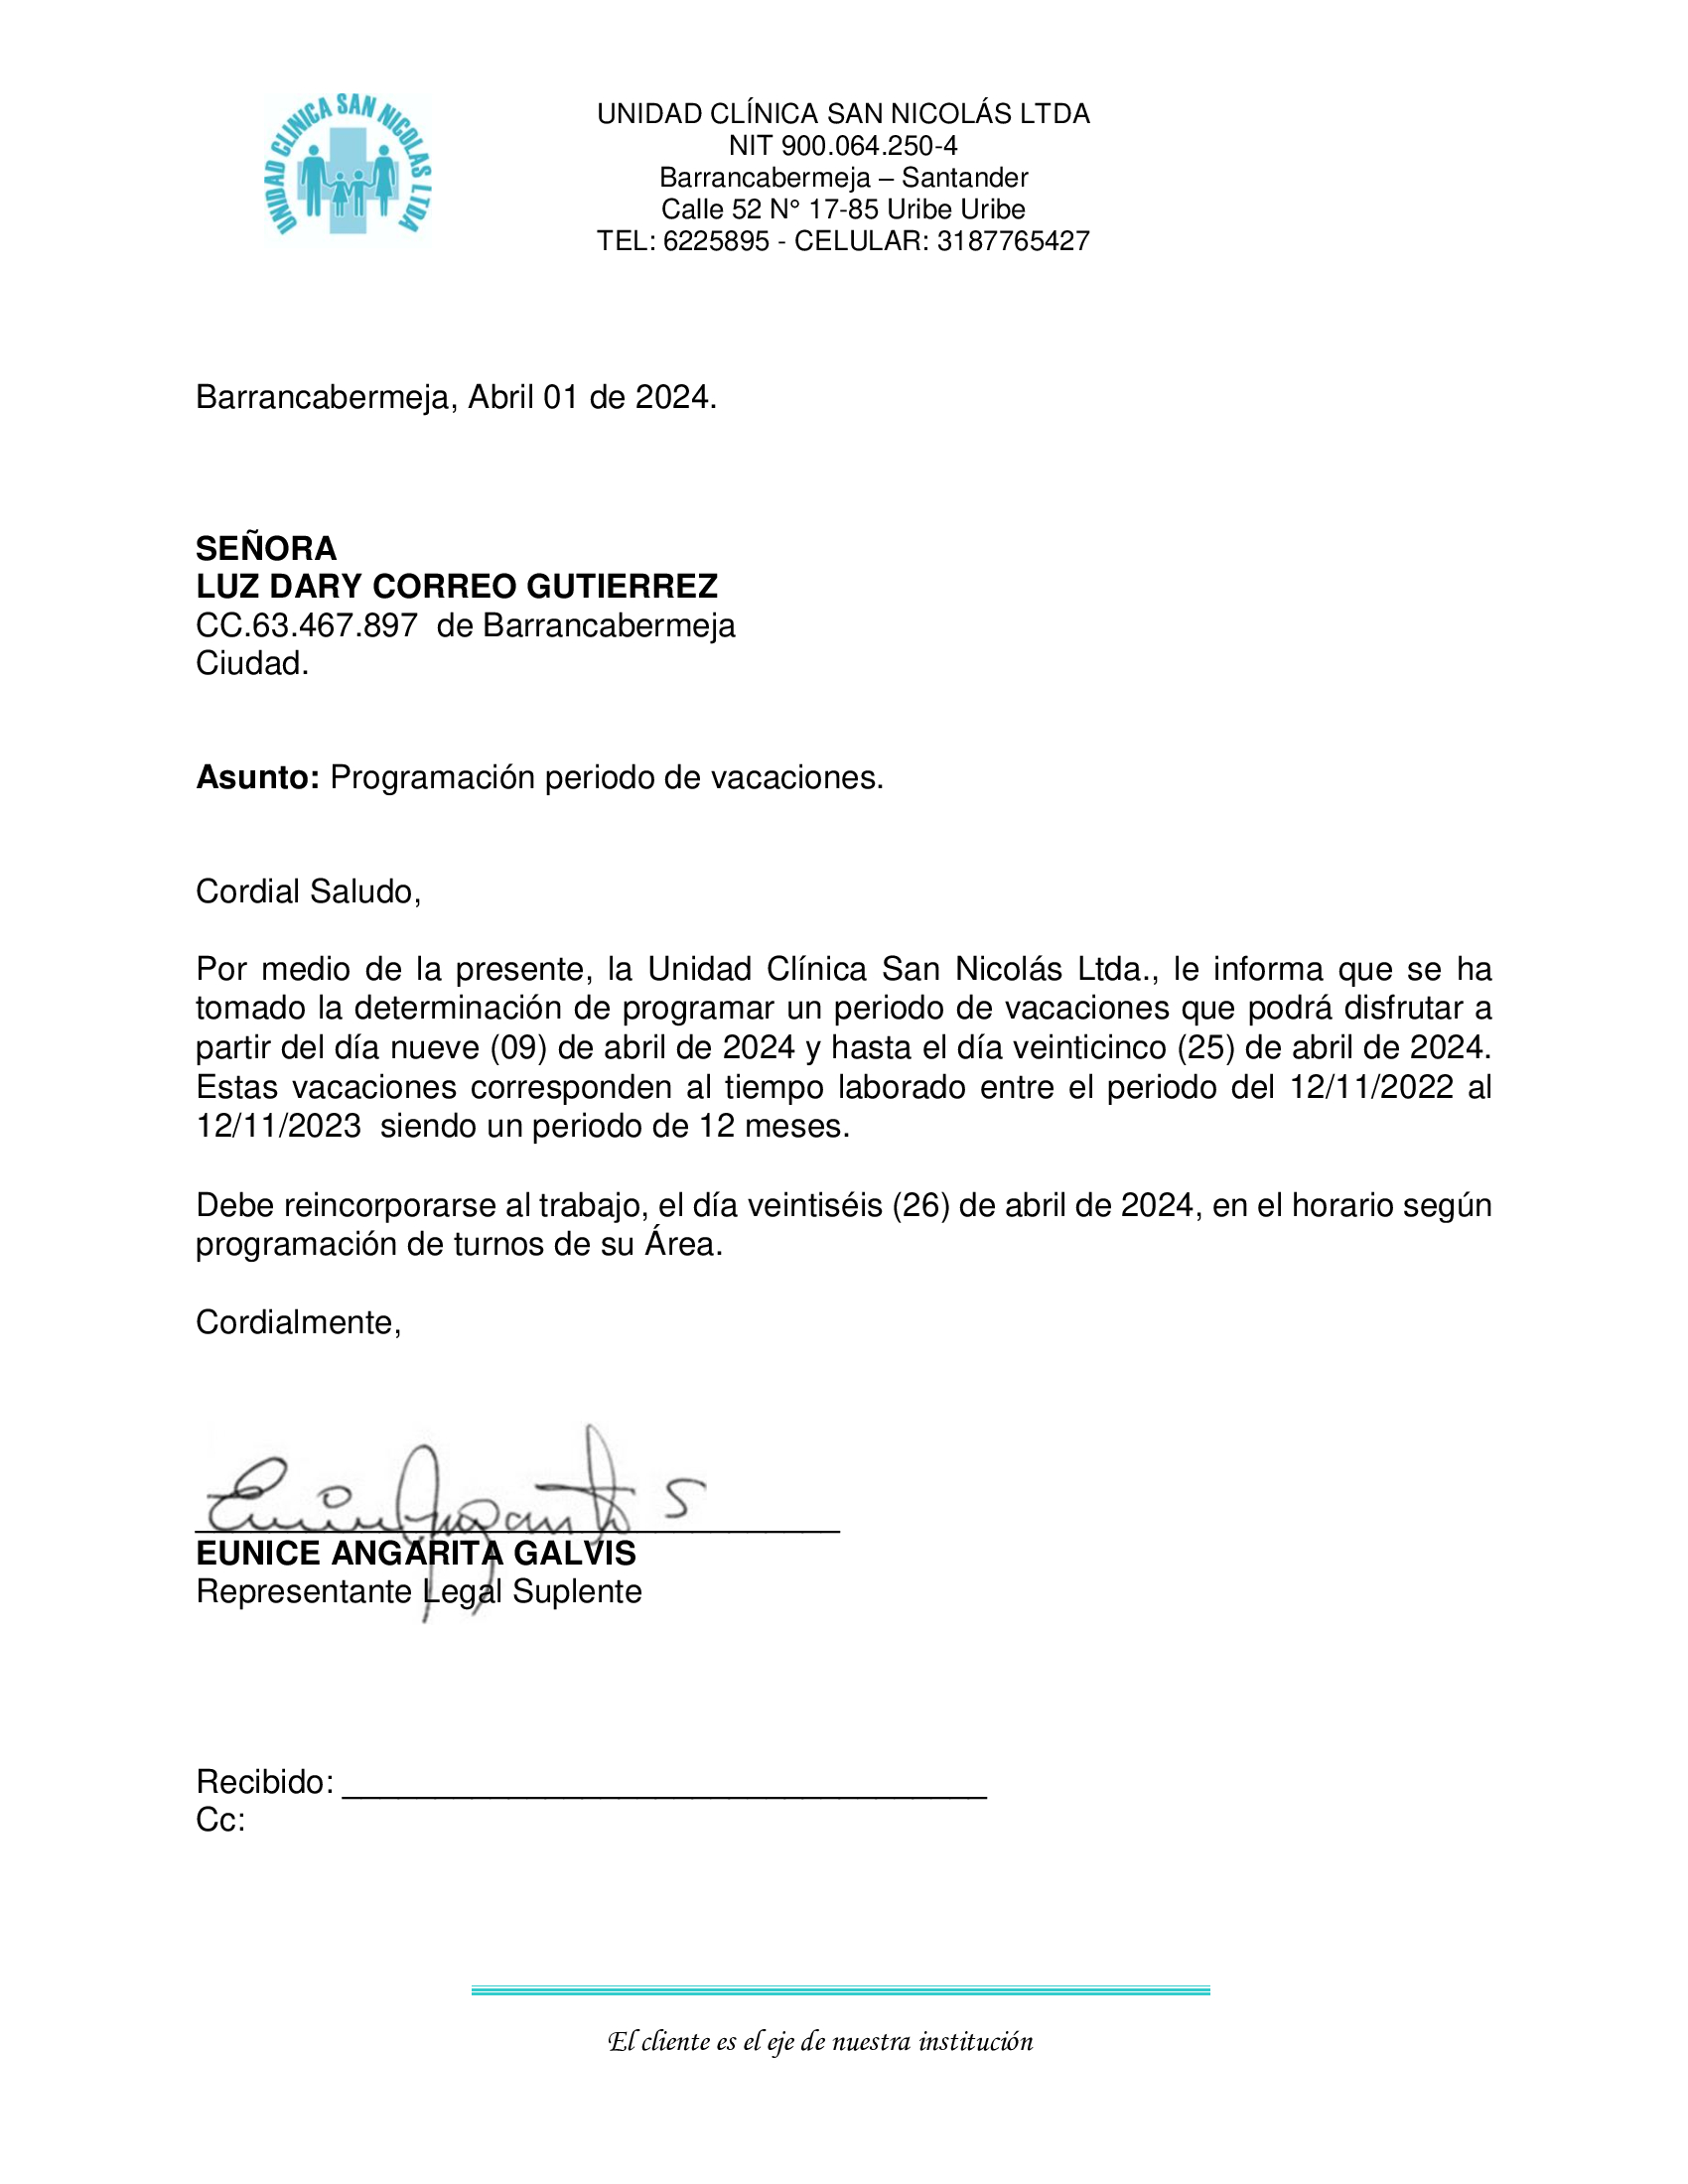 UNIDAD CLINICA SAN NICOLAS LTDA
UNIDAD CLÍNICA SAN NICOLÁS LTDA
NIT 900.064.250-4
Barrancabermeja – Santander
Calle 52 N° 17-85 Uribe Uribe
TEL: 6225895 - CELULAR: 3187765427
Barrancabermeja, Abril 01 de 2024.
SEÑORA
LUZ DARY CORREO GUTIERREZ
CC.63.467.897  de Barrancabermeja
Ciudad.
Asunto: Programación periodo de vacaciones.
Cordial Saludo,
Por medio de la presente, la Unidad Clínica San Nicolás Ltda., le informa que se ha
tomado la determinación de programar un periodo de vacaciones que podrá disfrutar a
partir del día nueve (09) de abril de 2024 y hasta el día veinticinco (25) de abril de 2024.
Estas vacaciones corresponden al tiempo laborado entre el periodo del 12/11/2022 al
12/11/2023  siendo un periodo de 12 meses.
Debe reincorporarse al trabajo, el día veintiséis (26) de abril de 2024, en el horario según
programación de turnos de su Área.
Cordialmente,
EUNICE ANGARITA GALVIS
Representante Legal Suplente
Recibido: ___________________________________
Cc:
El cliente es el eje de nuestra institución